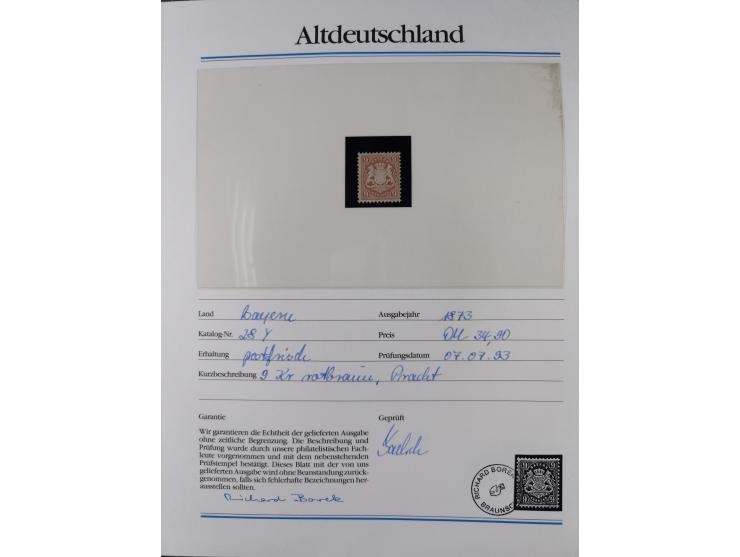 Altdeutschland
Land Bayern Ausgabejahr 1873
Katalog-Nr. 28 Y Preis DM 34,90
Erhaltung postfrisch Prüfungsdatum 07.07.93
Kurzbeschreibung 9 Kr rotbraun, Pracht
Garantie Geprüft
Wir garantieren die Echtheit der gelieferten Ausgabe
ohne zeitliche Begrenzung. Die Beschreibung und
Prüfung wurde durch unsere philatelistischen Fach-
leute vorgenommen und mit dem nebenstehenden
Prüfstempel bestätigt. Dieses Blatt mit der von uns
gelieferten Ausgabe wird ohne Beanstandung zurück-
genommen, falls sich fehlerhafte Bezeichnungen her-
ausstellen sollten.
Richard Borek
RICHARD BOREK
BRAUNSC